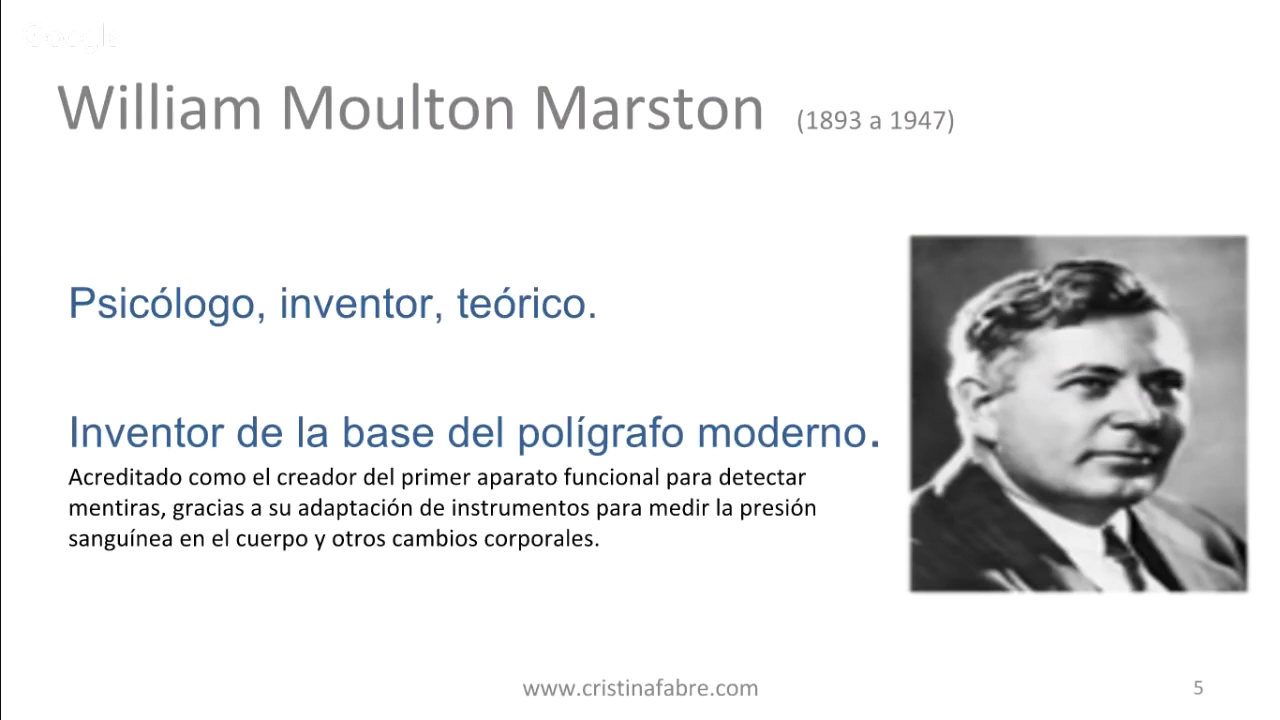 William Moulton Marston (1893 a 1947)
Psicólogo, inventor, teórico.
Inventor de la base del polígrafo moderno.
Acreditado como el creador del primer aparato funcional para detectar
mentiras, gracias a su adaptación de instrumentos para medir la presión
sanguínea en el cuerpo y otros cambios corporales.
www.cristinafabre.com
5